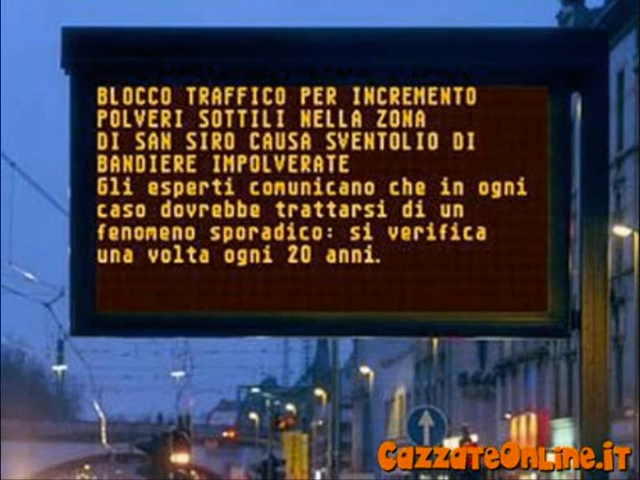 BLOCCO TRAFFICO PER INCREMENTO
POLVERI SOTTILI NELLA ZONA
DI SAN SIRO CAUSA SVENTOLIO DI
BANDIERE IMPOLVERATE
Gli esperti comunicano che in ogni
caso dovrebbe trattarsi di un
fenomeno sporadico: si verifica
una volta ogni 20 anni.
CazzateOnline.it